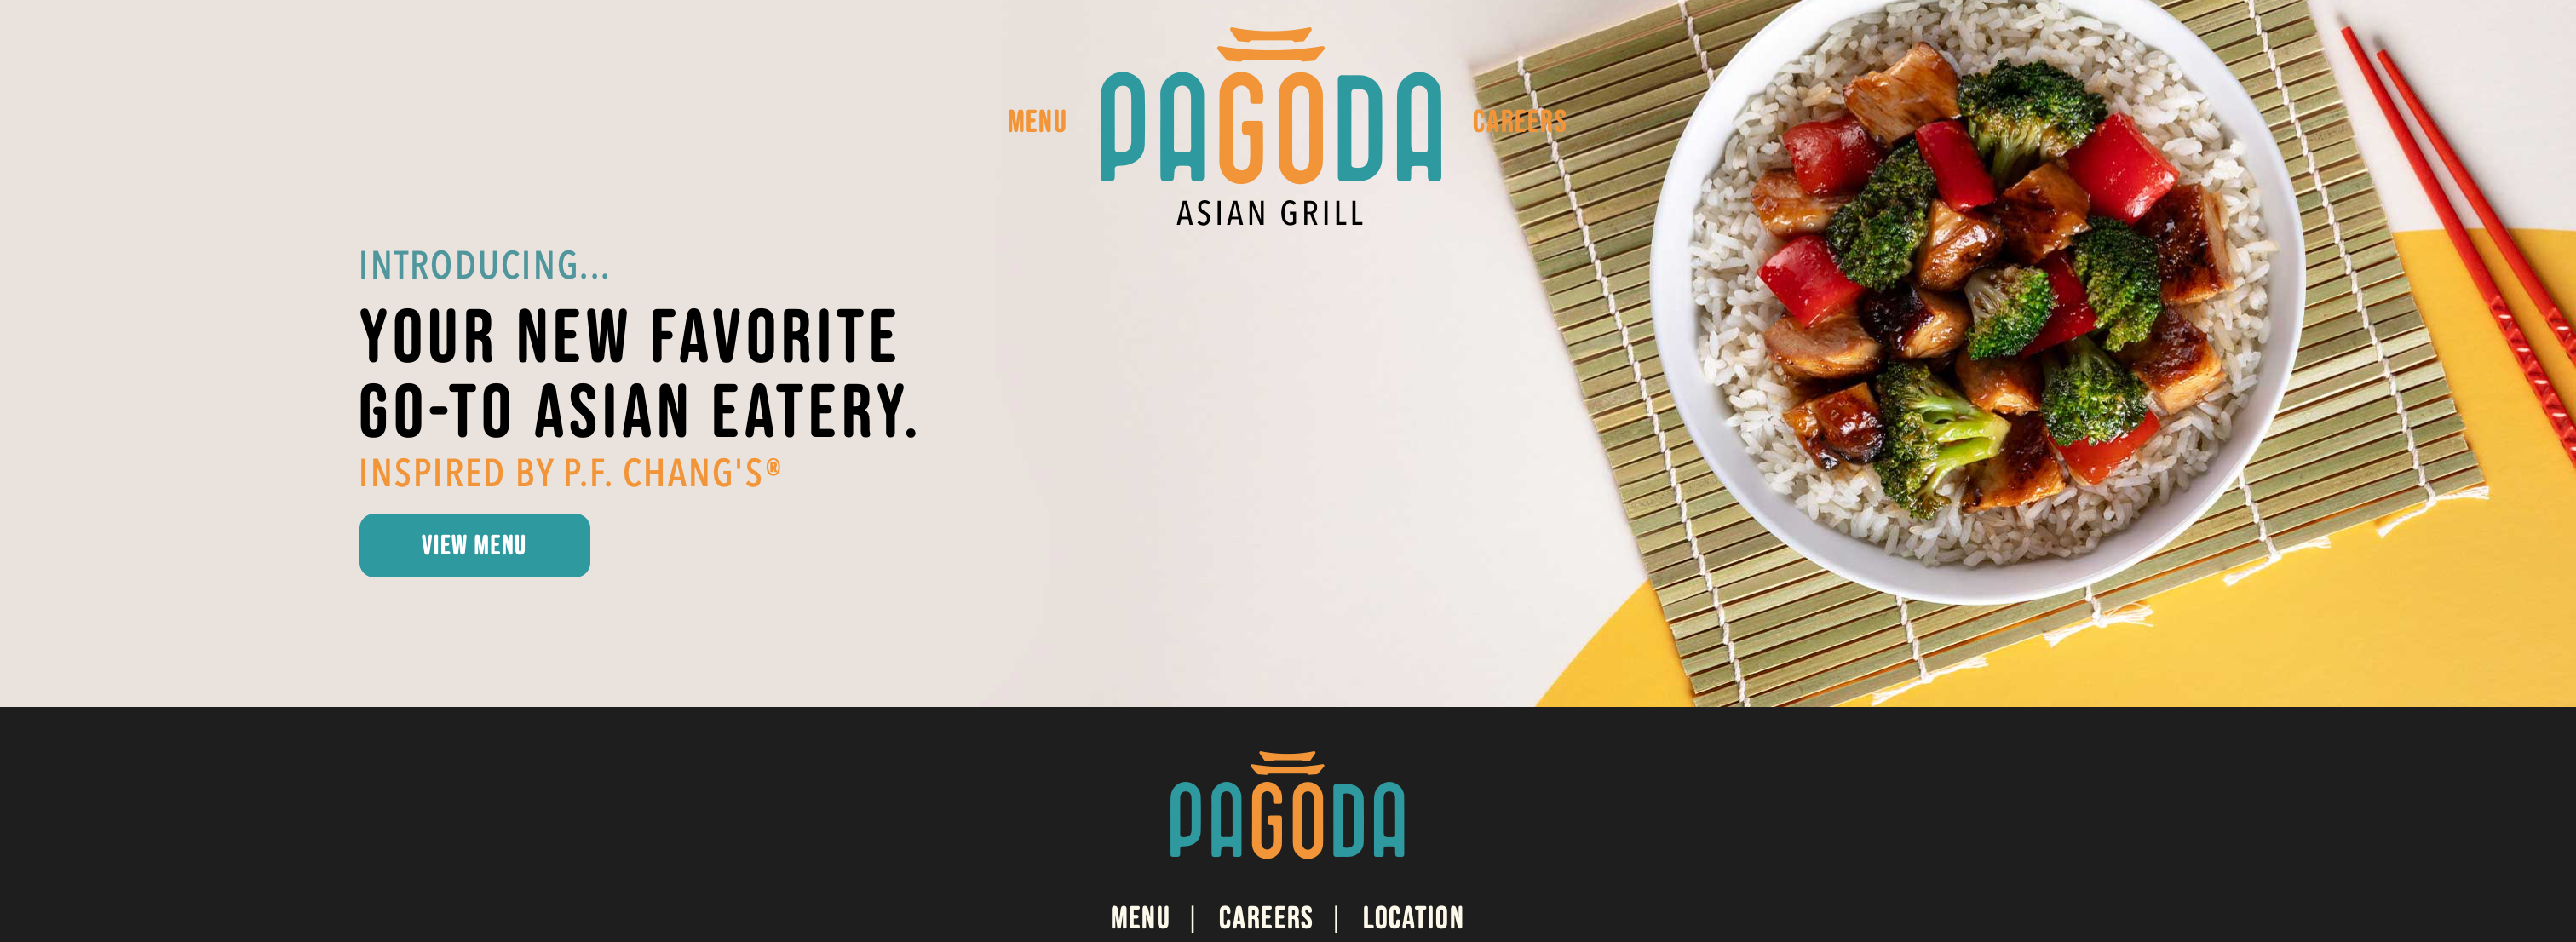 MENU
PAGODA
CAREERS
ASIAN GRILL
INTRODUCING...
YOUR NEW FAVORITE
GO-TO ASIAN EATERY.
INSPIRED BY P.F. CHANG'S®
VIEW MENU
PAGODA
MENU | CAREERS | LOCATION